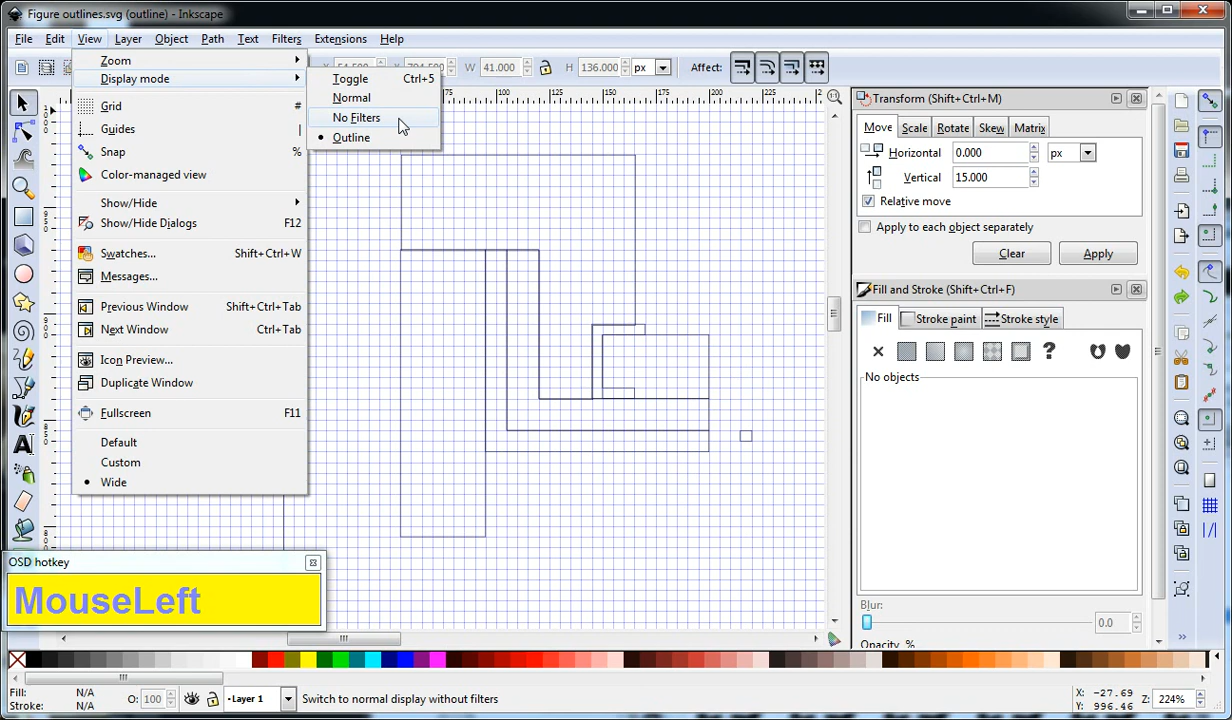 Figure outlines.svg (outline) - Inkscape
File Edit View Layer Object Path Text Filters Extensions Help
W 41.000 H 136.000 px Affect:
Zoom
Display mode
Grid #
Guides |
Snap %
Color-managed view
Show/Hide
Show/Hide Dialogs F12
Swatches... Shift+Ctrl+W
Messages...
Previous Window Shift+Ctrl+Tab
Next Window Ctrl+Tab
Icon Preview...
Duplicate Window
Fullscreen F11
Default
Custom
Wide
Toggle Ctrl+5
Normal
No Filters
Outline
75 100 125 150 175 200
Transform (Shift+Ctrl+M)
Move Scale Rotate Skew Matrix
Horizontal 0.000 px
Vertical 15.000
Relative move
Apply to each object separately
Clear Apply
Fill and Stroke (Shift+Ctrl+F)
Fill Stroke paint Stroke style
No objects
Blur:
0.0
Opacity, %
OSD hotkey
MouseLeft
Fill: N/A
Stroke: N/A
O: 100
Layer 1
Switch to normal display without filters
X: -27.69
Y: 996.46
Z: 224%